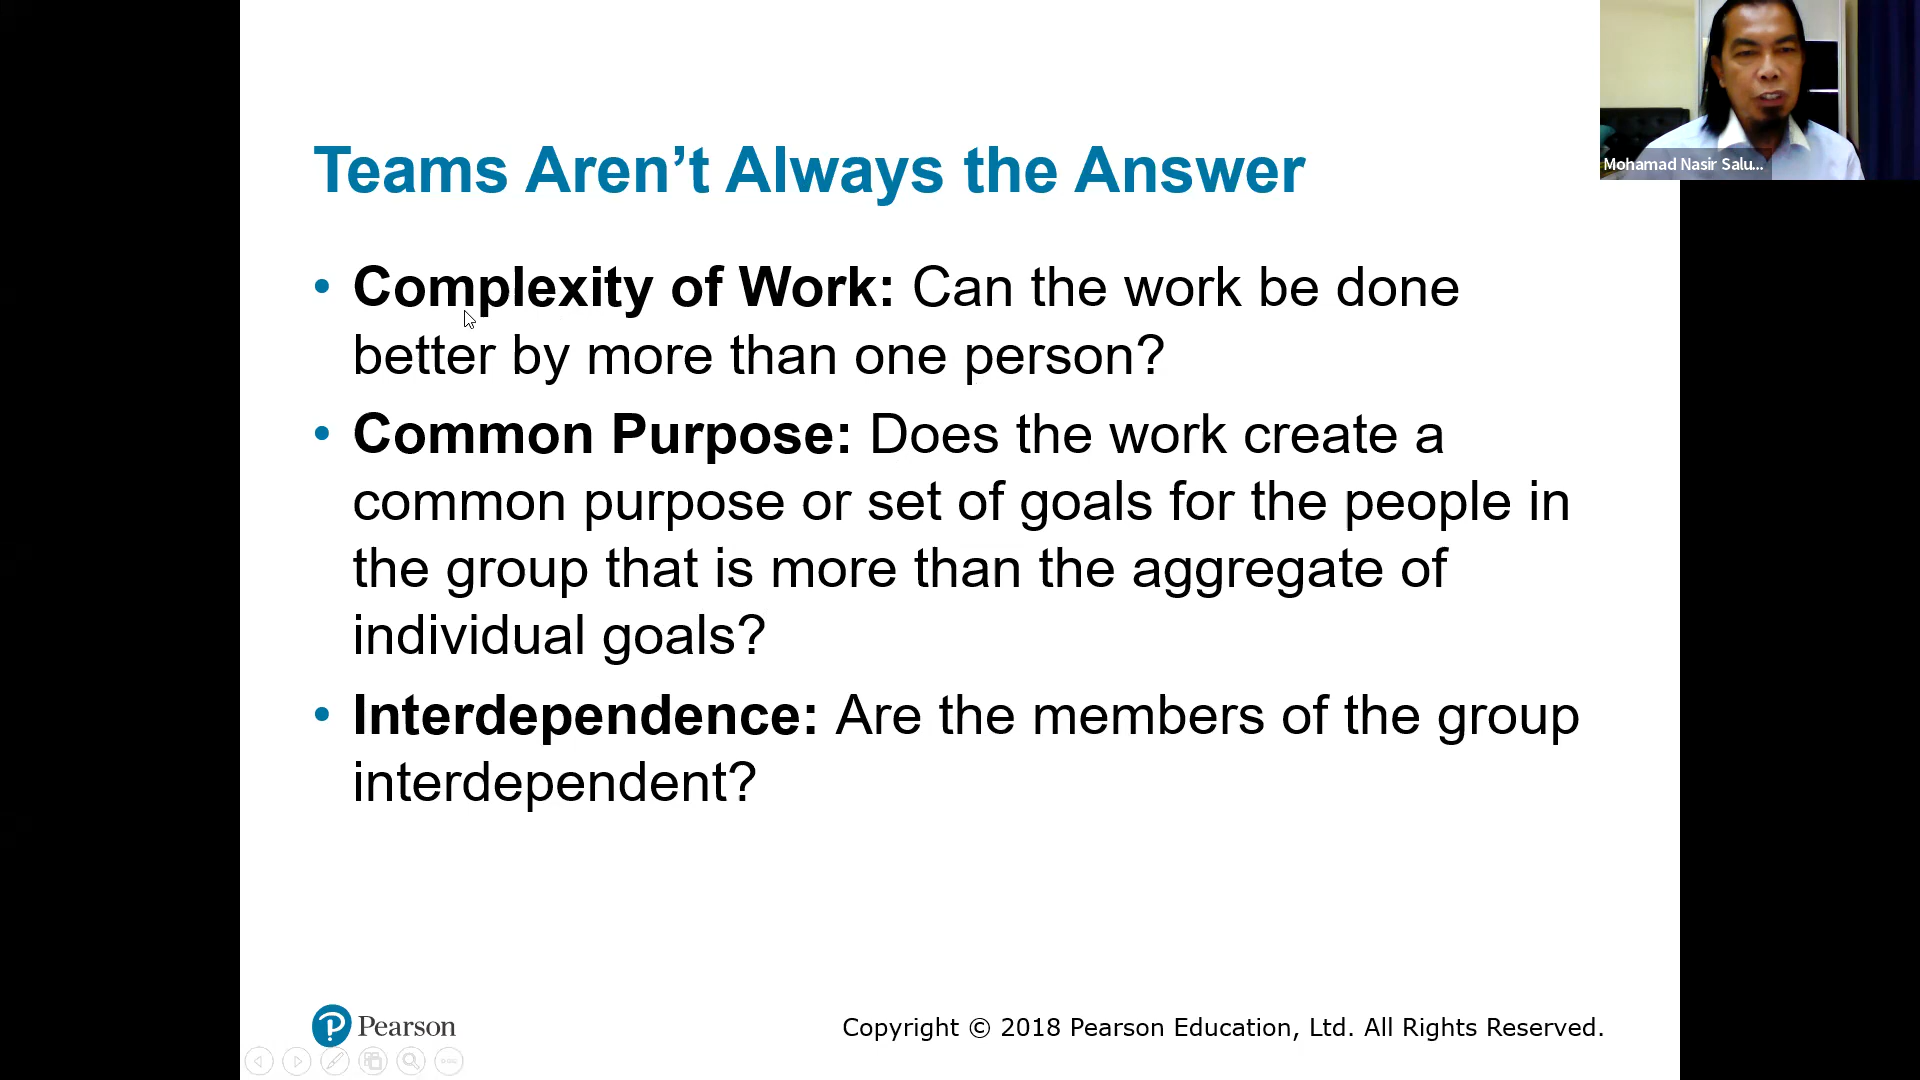 Mohamad Nasir Salu...
Teams Aren’t Always the Answer
• Complexity of Work: Can the work be done
better by more than one person?
• Common Purpose: Does the work create a
common purpose or set of goals for the people in
the group that is more than the aggregate of
individual goals?
• Interdependence: Are the members of the group
interdependent?
Pearson
Copyright © 2018 Pearson Education, Ltd. All Rights Reserved.